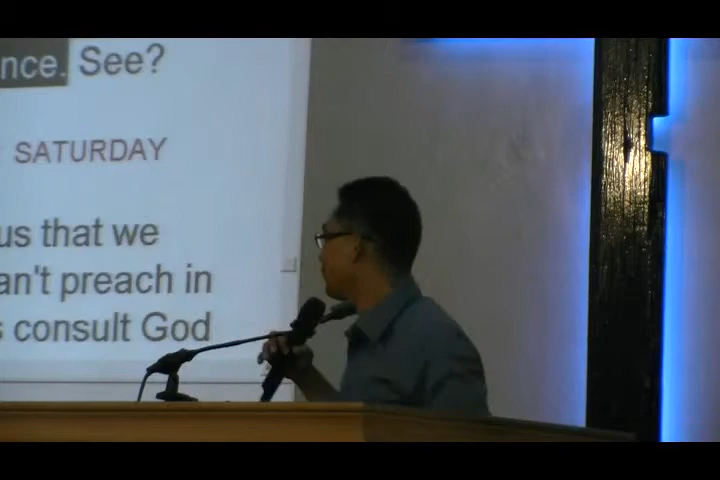 nce. See?
SATURDAY
us that we
an't preach in
s consult God